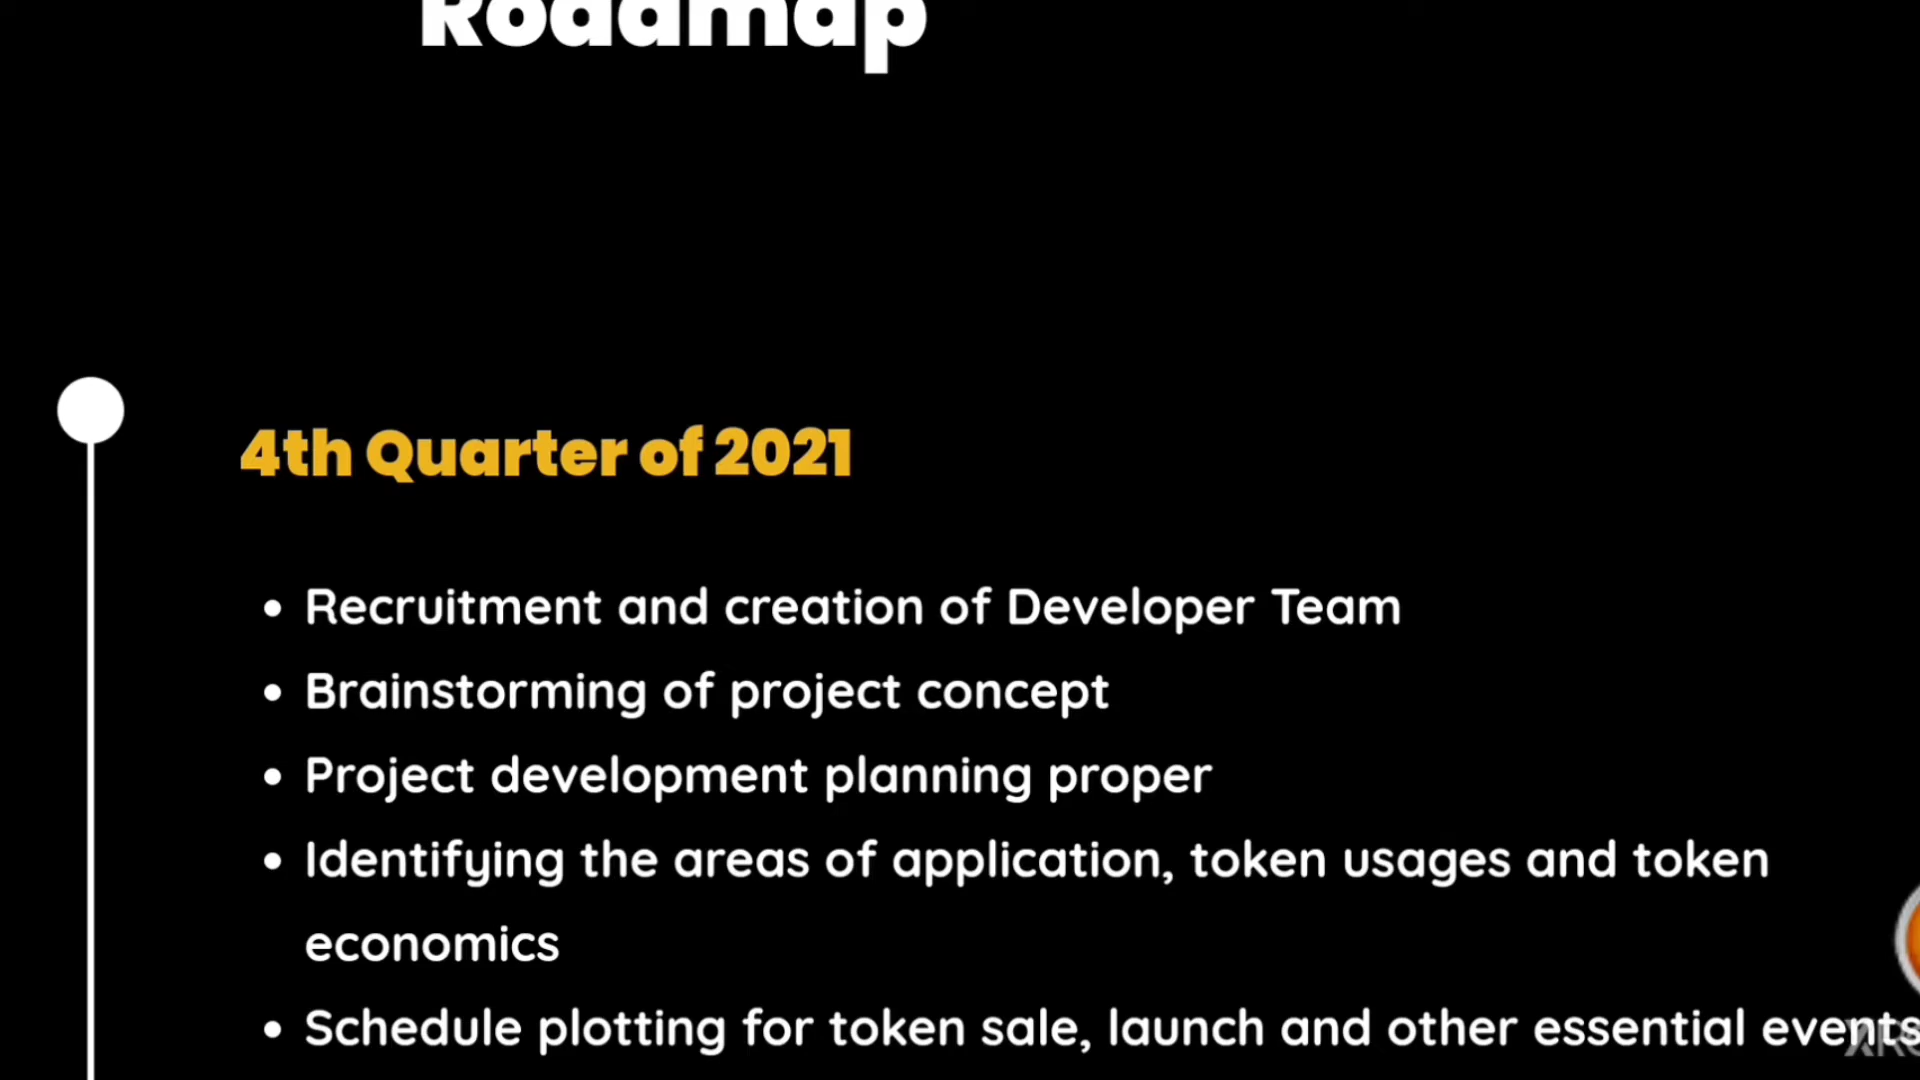 Roadmap
4th Quarter of 2021
• Recruitment and creation of Developer Team
• Brainstorming of project concept
• Project development planning proper
• Identifying the areas of application, token usages and token
economics
• Schedule plotting for token sale, launch and other essential events